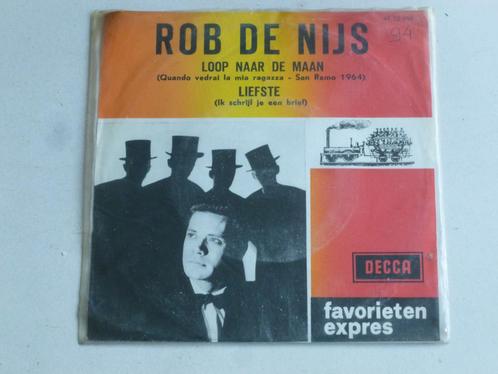 ROB DE NIJS
94
LOOP NAAR DE MAAN
(Quando vedrai la mia ragazza - San Remo 1964)
LIEFSTE
(Ik schrijf je een brief)
DECCA
favorieten
expres